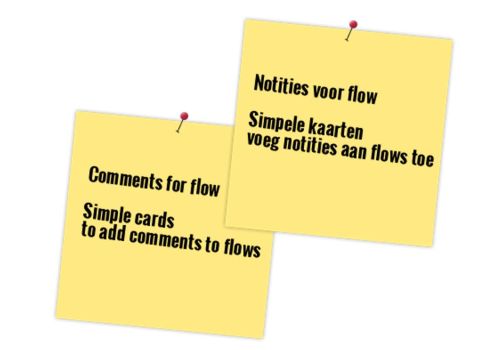 Notities voor flow
Simpele kaarten
voeg notities aan flows toe
Comments for flow
Simple cards
to add comments to flows